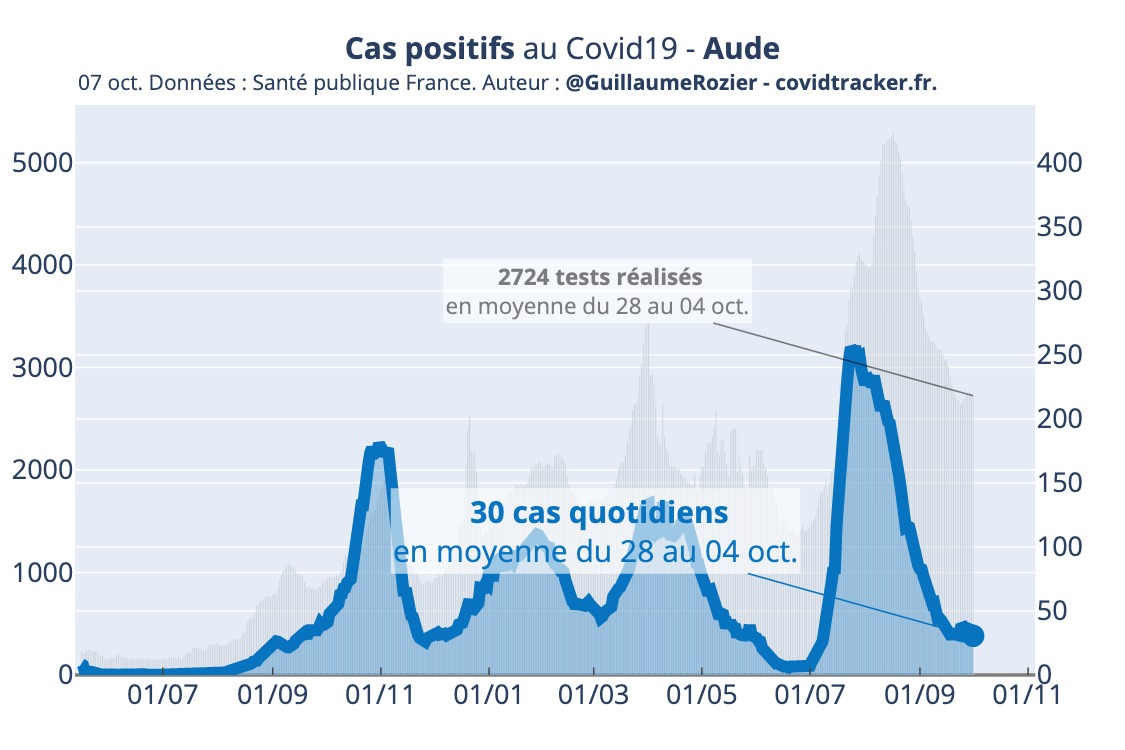 Cas positifs au Covid19 - Aude
07 oct. Données : Santé publique France. Auteur : @GuillaumeRozier - covidtracker.fr.
5000
4000
3000
2000
1000
0
400
350
300
250
200
150
100
50
0
2724 tests réalisés
en moyenne du 28 au 04 oct.
30 cas quotidiens
en moyenne du 28 au 04 oct.
01/07 01/09 01/11 01/01 01/03 01/05 01/07 01/09 01/11